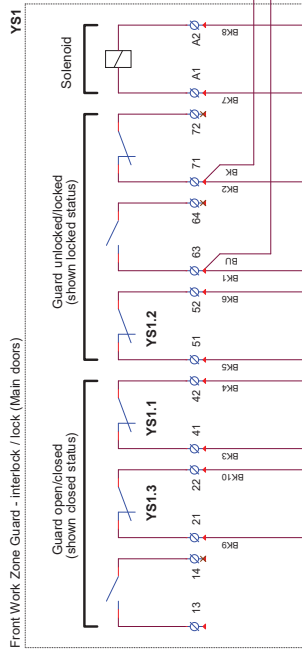 Front Work Zone Guard - interlock / lock (Main doors)
YS1
Guard open/closed
(shown closed status)
Guard unlocked/locked
(shown locked status)
Solenoid
YS1.3
YS1.1
YS1.2
13
14
21
22
41
42
51
52
63
64
71
72
A1
A2
BK9
BK10
BK3
BK4
BK5
BK6
BK1
BU
BK2
BK
BK7
BK8